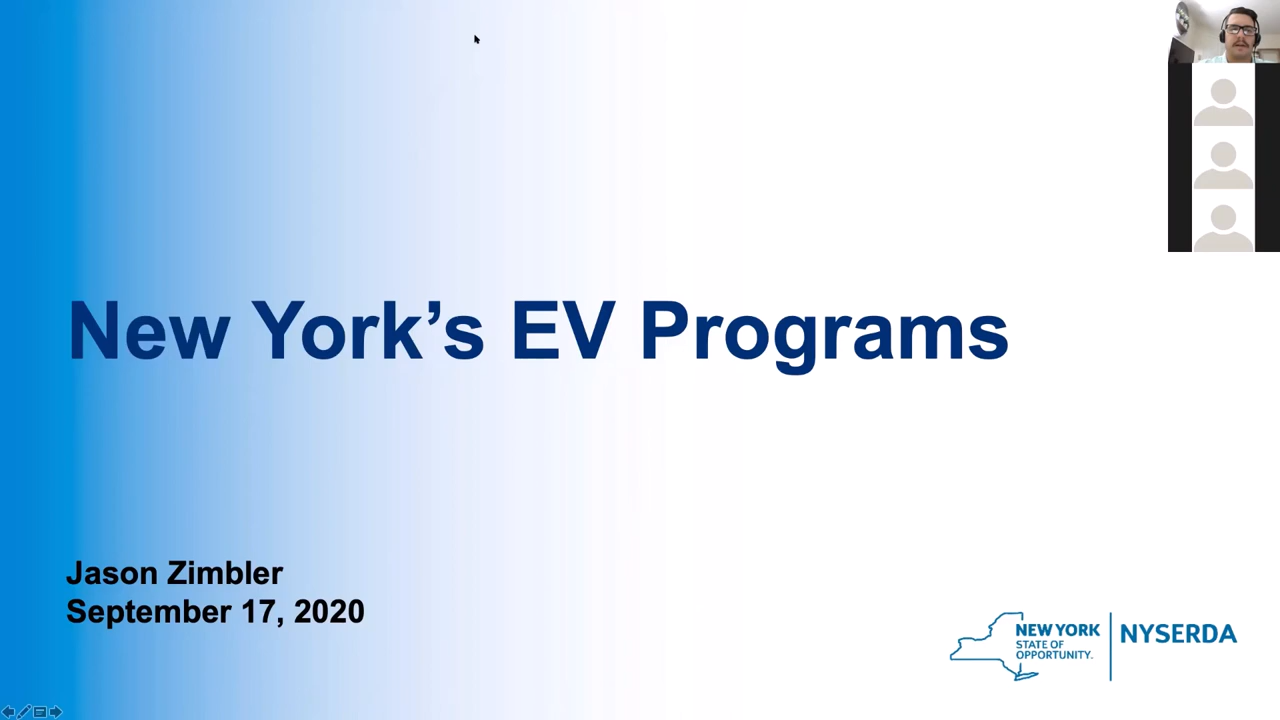 New York’s EV Programs
Jason Zimbler
September 17, 2020
NEW YORK
STATE OF
OPPORTUNITY.
NYSERDA